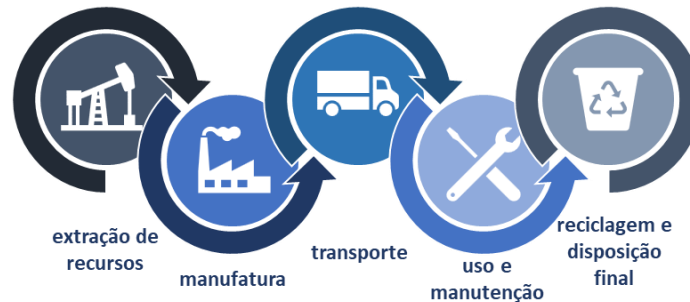 extração de
recursos
manufatura
transporte
uso e
manutenção
reciclagem e
disposição
final